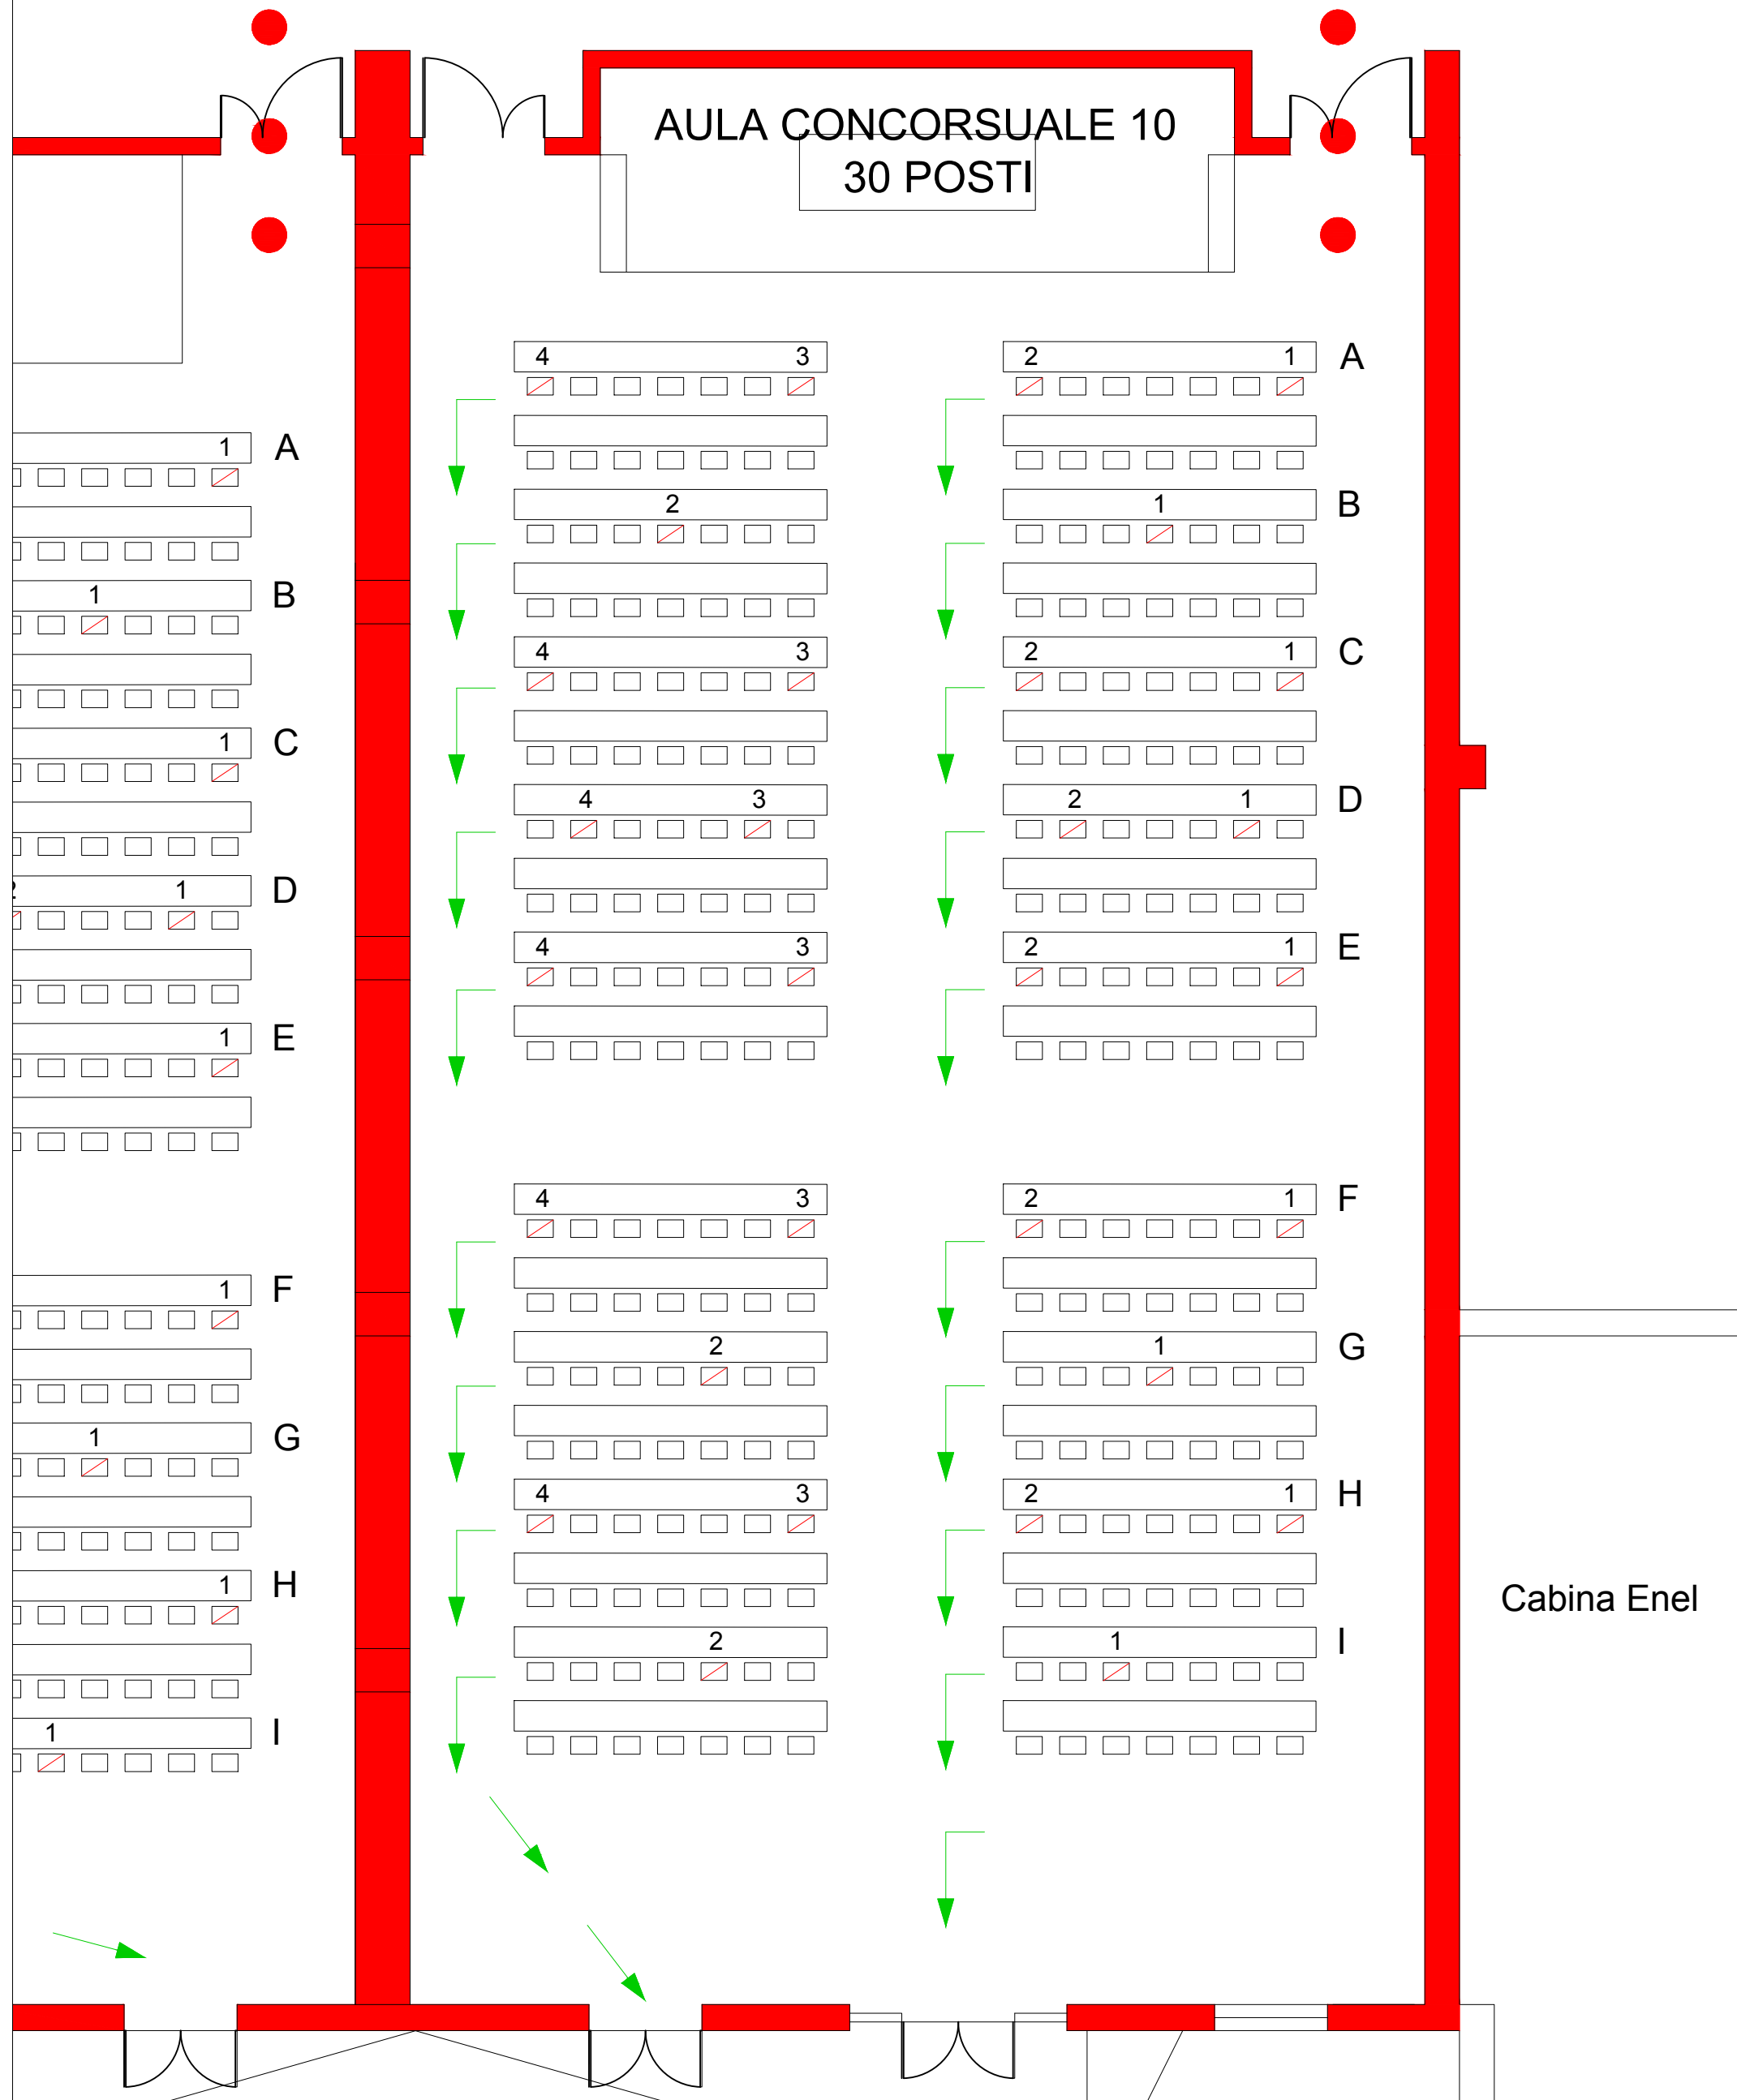 AULA CONCORSUALE 10
30 POSTI
4 3 2 1 A
1 A
2 1 B
1 B
4 3 2 1 C
1 C
4 3 2 1 D
2 1 D
4 3 2 1 E
1 E
4 3 2 1 F
1 F
2 1 G
1 G
4 3 2 1 H
1 H
Cabina Enel
2 1 I
1 I